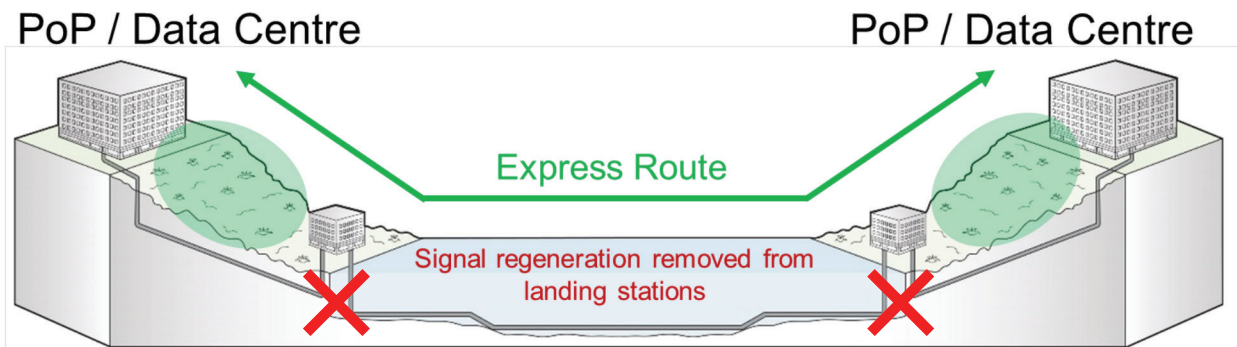 PoP / Data Centre
PoP / Data Centre
Express Route
Signal regeneration removed from
landing stations